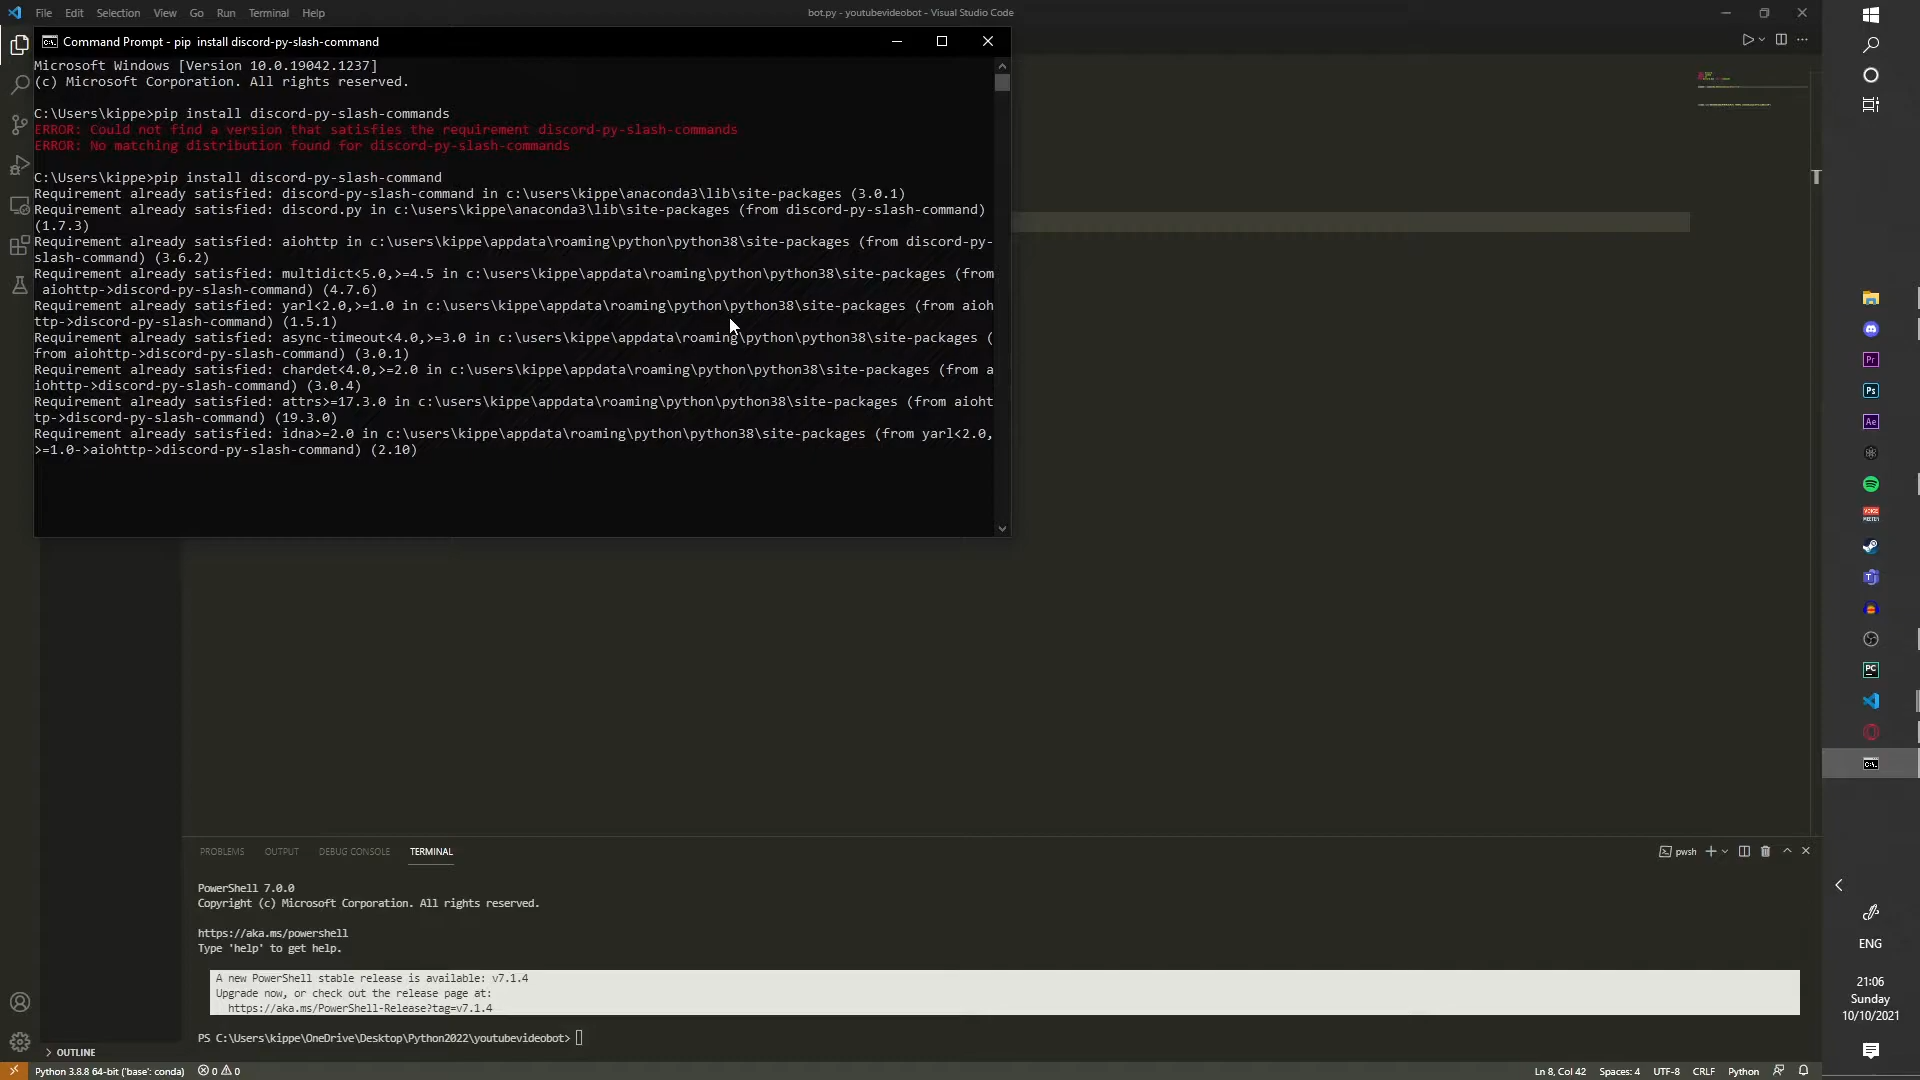 File Edit Selection View Go Run Terminal Help
bot.py - youtubevideobot - Visual Studio Code
Command Prompt - pip  install discord-py-slash-command
Microsoft Windows [Version 10.0.19042.1237]
(c) Microsoft Corporation. All rights reserved.
C:\Users\kippe>pip install discord-py-slash-commands
ERROR: Could not find a version that satisfies the requirement discord-py-slash-commands
ERROR: No matching distribution found for discord-py-slash-commands
C:\Users\kippe>pip install discord-py-slash-command
Requirement already satisfied: discord-py-slash-command in c:\users\kippe\anaconda3\lib\site-packages (3.0.1)
Requirement already satisfied: discord.py in c:\users\kippe\anaconda3\lib\site-packages (from discord-py-slash-command)
(1.7.3)
Requirement already satisfied: aiohttp in c:\users\kippe\appdata\roaming\python\python38\site-packages (from discord-py-
slash-command) (3.6.2)
Requirement already satisfied: multidict<5.0,>=4.5 in c:\users\kippe\appdata\roaming\python\python38\site-packages (from
aiohttp->discord-py-slash-command) (4.7.6)
Requirement already satisfied: yarl<2.0,>=1.0 in c:\users\kippe\appdata\roaming\python\python38\site-packages (from aioh
ttp->discord-py-slash-command) (1.5.1)
Requirement already satisfied: async-timeout<4.0,>=3.0 in c:\users\kippe\appdata\roaming\python\python38\site-packages (
from aiohttp->discord-py-slash-command) (3.0.1)
Requirement already satisfied: chardet<4.0,>=2.0 in c:\users\kippe\appdata\roaming\python\python38\site-packages (from a
iohttp->discord-py-slash-command) (3.0.4)
Requirement already satisfied: attrs>=17.3.0 in c:\users\kippe\appdata\roaming\python\python38\site-packages (from aioht
tp->discord-py-slash-command) (19.3.0)
Requirement already satisfied: idna>=2.0 in c:\users\kippe\appdata\roaming\python\python38\site-packages (from yarl<2.0,
>=1.0->aiohttp->discord-py-slash-command) (2.10)
PROBLEMS OUTPUT DEBUG CONSOLE TERMINAL
pwsh
PowerShell 7.0.0
Copyright (c) Microsoft Corporation. All rights reserved.
https://aka.ms/powershell
Type 'help' to get help.
A new PowerShell stable release is available: v7.1.4
Upgrade now, or check out the release page at:
https://aka.ms/PowerShell-Release?tag=v7.1.4
PS C:\Users\kippe\OneDrive\Desktop\Python2022\youtubevideobot>
OUTLINE
Python 3.8.8 64-bit ('base': conda) 0 0
Ln 8, Col 42 Spaces: 4 UTF-8 CRLF Python
Pr
Ps
Ae
PC
ENG
21:06
Sunday
10/10/2021